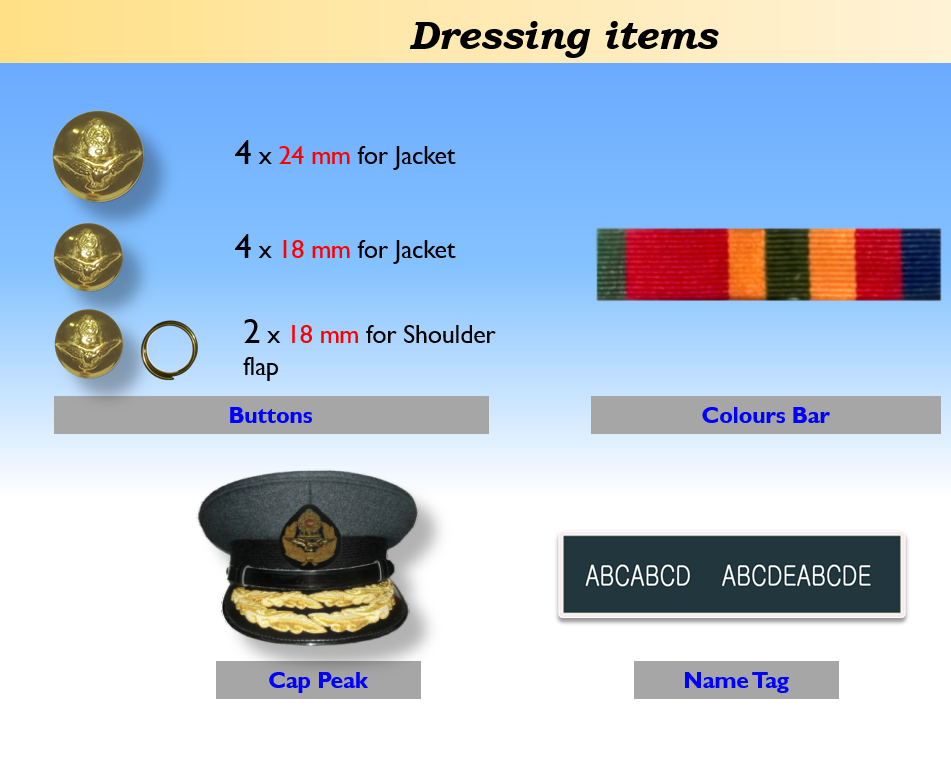 Dressing items
4 x 24 mm for Jacket
4 x 18 mm for Jacket
2 x 18 mm for Shoulder
flap
Buttons
Colours Bar
ABCABCD ABCDEABCDE
Cap Peak
Name Tag